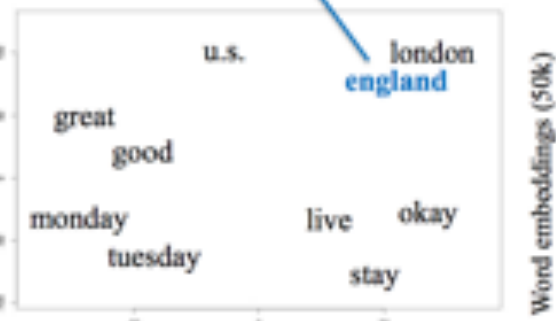 u.s.
london
england
great
good
monday
tuesday
live
okay
stay
Word embeddings (50k)